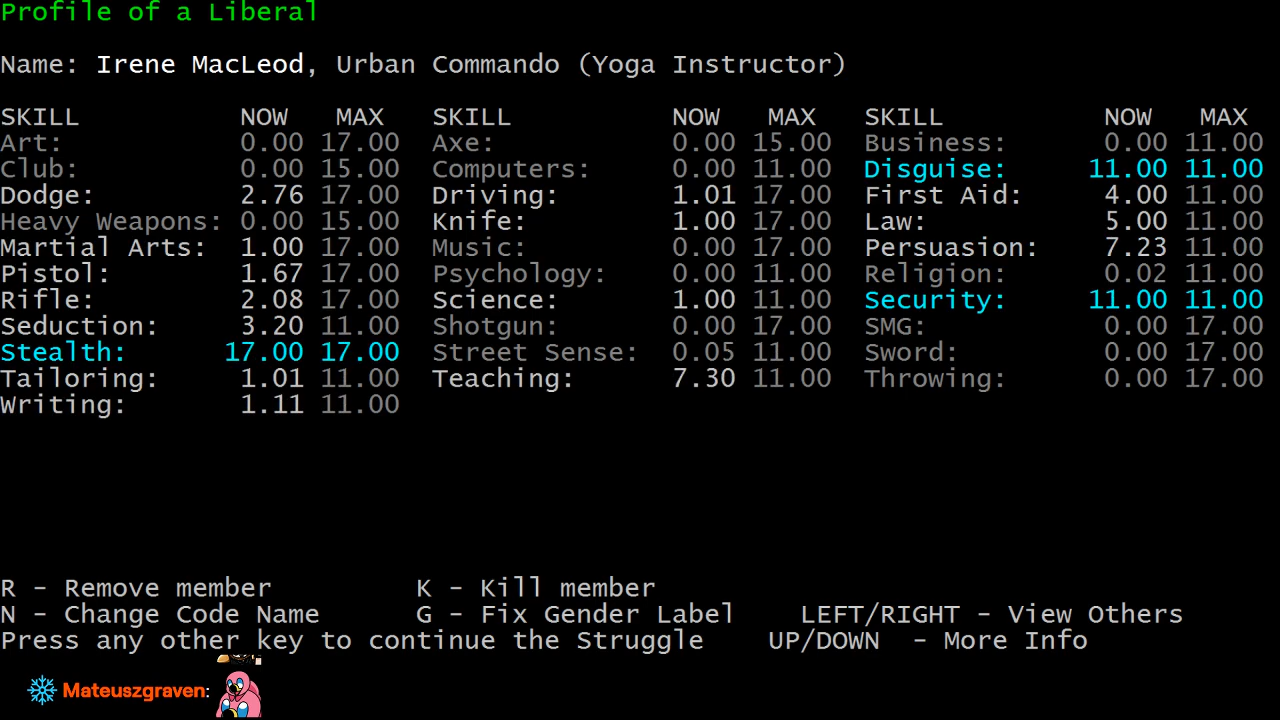 Profile of a Liberal
Name: Irene MacLeod, Urban Commando (Yoga Instructor)
SKILL NOW MAX SKILL NOW MAX SKILL NOW MAX
Art: 0.00 17.00 Axe: 0.00 15.00 Business: 0.00 11.00
Club: 0.00 15.00 Computers: 0.00 11.00 Disguise: 11.00 11.00
Dodge: 2.76 17.00 Driving: 1.01 17.00 First Aid: 4.00 11.00
Heavy Weapons: 0.00 15.00 Knife: 1.00 17.00 Law: 5.00 11.00
Martial Arts: 1.00 17.00 Music: 0.00 17.00 Persuasion: 7.23 11.00
Pistol: 1.67 17.00 Psychology: 0.00 11.00 Religion: 0.02 11.00
Rifle: 2.08 17.00 Science: 1.00 11.00 Security: 11.00 11.00
Seduction: 3.20 11.00 Shotgun: 0.00 17.00 SMG: 0.00 17.00
Stealth: 17.00 17.00 Street Sense: 0.05 11.00 Sword: 0.00 17.00
Tailoring: 1.01 11.00 Teaching: 7.30 11.00 Throwing: 0.00 17.00
Writing: 1.11 11.00
R - Remove member K - Kill member
N - Change Code Name G - Fix Gender Label LEFT/RIGHT - View Others
Press any other key to continue the Struggle UP/DOWN - More Info
Mateuszgraven: